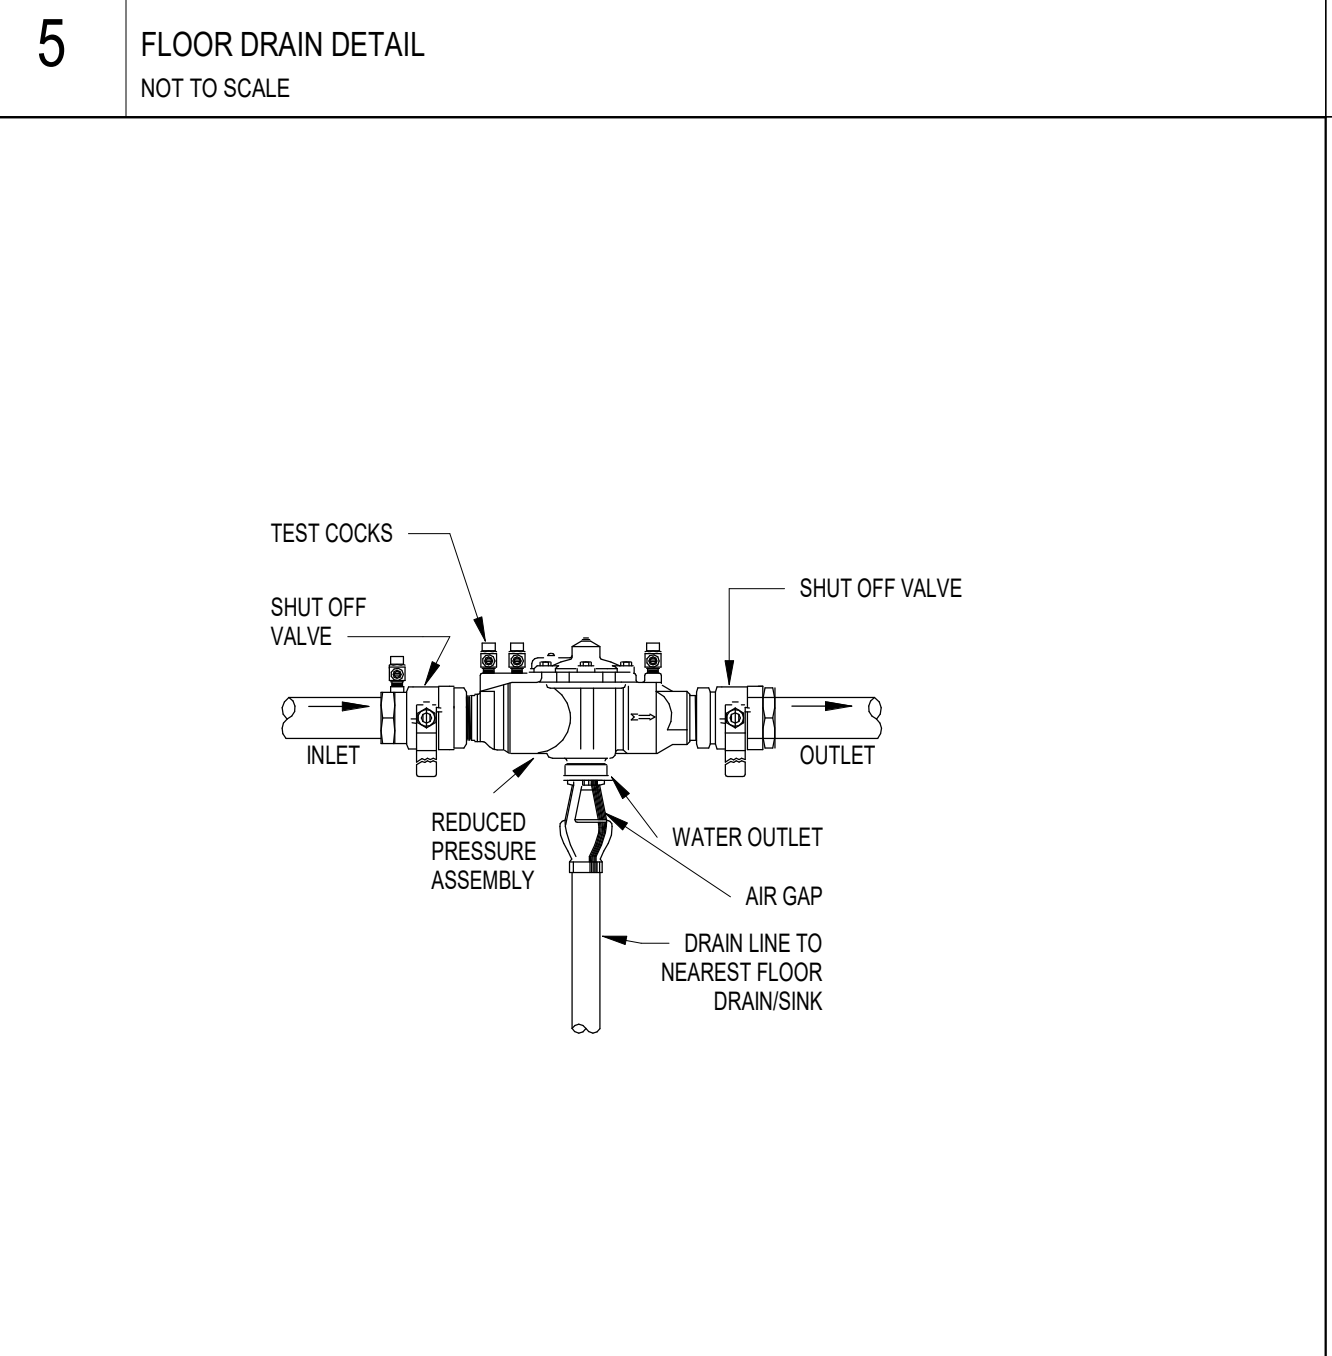 5
FLOOR DRAIN DETAIL
NOT TO SCALE
TEST COCKS
SHUT OFF VALVE
SHUT OFF
VALVE
INLET
OUTLET
REDUCED
PRESSURE
ASSEMBLY
WATER OUTLET
AIR GAP
DRAIN LINE TO
NEAREST FLOOR
DRAIN/SINK